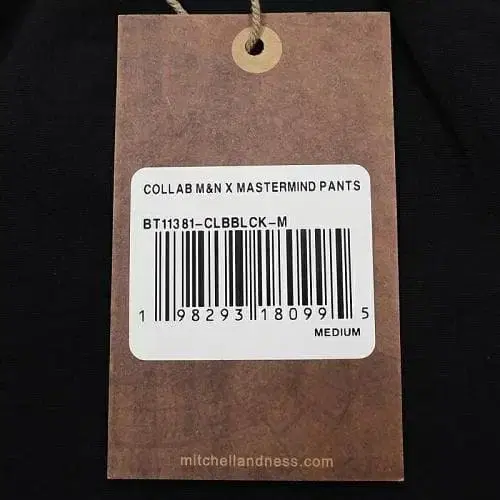 COLLAB M&N X MASTERMIND PANTS
BT11381-CLBBLCK-M
1 98293 18099 5
MEDIUM
mitchellandness.com